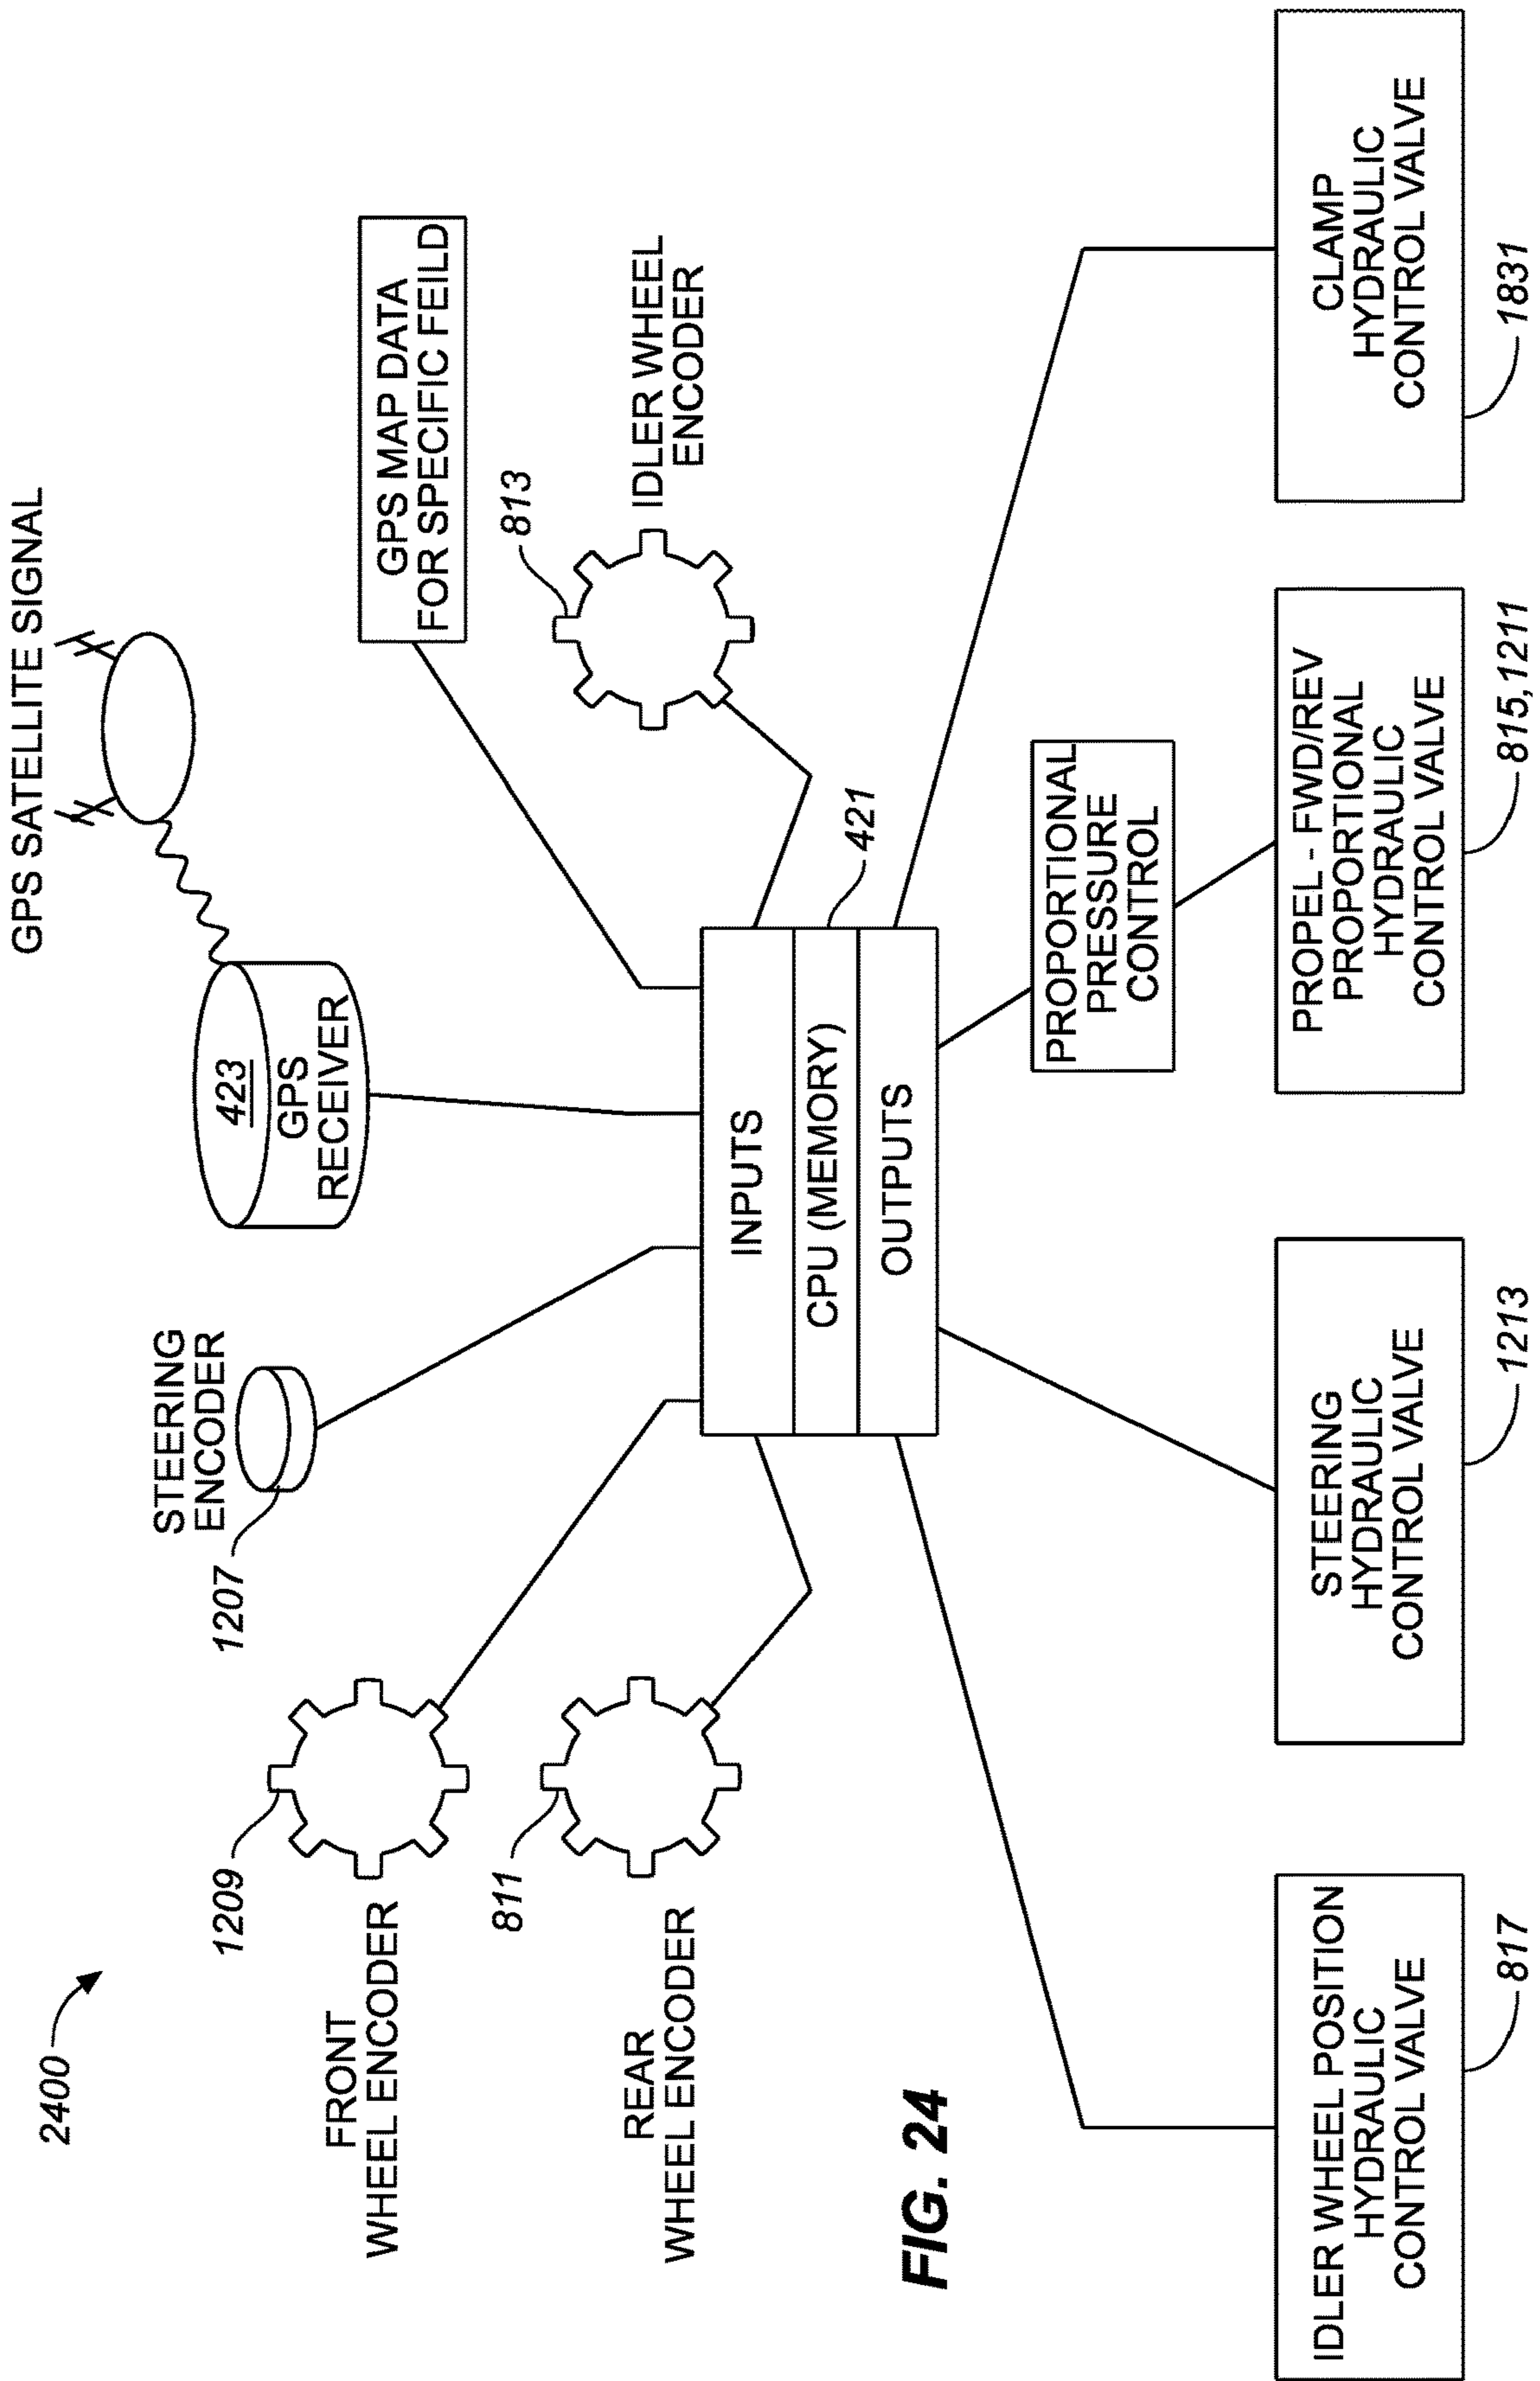 2400
GPS SATELLITE SIGNAL
STEERING
ENCODER
1207
423
GPS
RECEIVER
1209
FRONT
WHEEL ENCODER
GPS MAP DATA
FOR SPECIFIC FEILD
811
REAR
WHEEL ENCODER
813
IDLER WHEEL
ENCODER
INPUTS
CPU (MEMORY)
OUTPUTS
421
FIG. 24
PROPORTIONAL
PRESSURE
CONTROL
IDLER WHEEL POSITION
HYDRAULIC
CONTROL VALVE
817
STEERING
HYDRAULIC
CONTROL VALVE
1213
PROPEL - FWD/REV
PROPORTIONAL
HYDRAULIC
CONTROL VALVE
815,1211
CLAMP
HYDRAULIC
CONTROL VALVE
1831